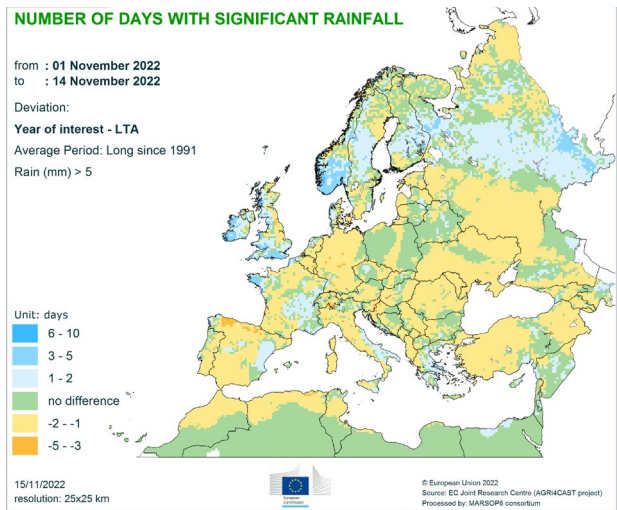 NUMBER OF DAYS WITH SIGNIFICANT RAINFALL
from : 01 November 2022
to : 14 November 2022
Deviation:
Year of interest - LTA
Average Period: Long since 1991
Rain (mm) > 5
Unit: days
6 - 10
3 - 5
1 - 2
no difference
-2 - -1
-5 - -3
15/11/2022
resolution: 25x25 km
European
Commission
© European Union 2022
Source: EC Joint Research Centre (AGRI4CAST project)
Processed by: MARSOP6 consortium